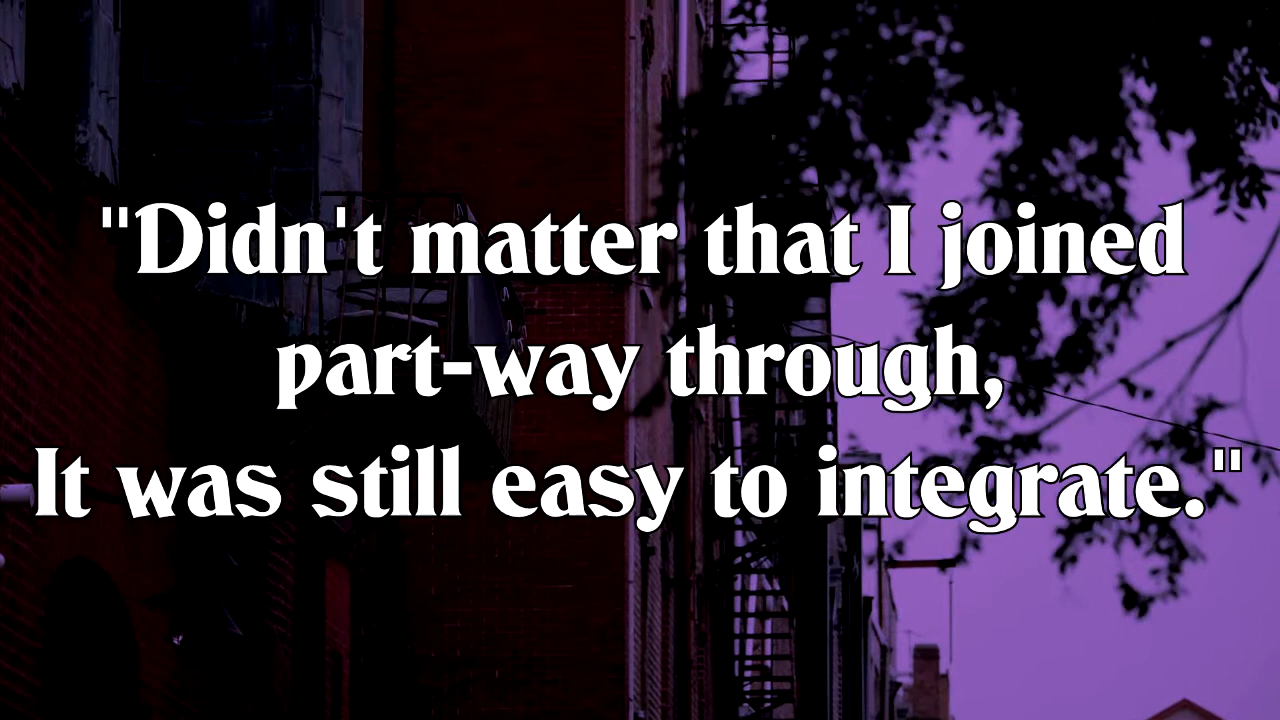 "Didn't matter that I joined
part-way through,
It was still easy to integrate."